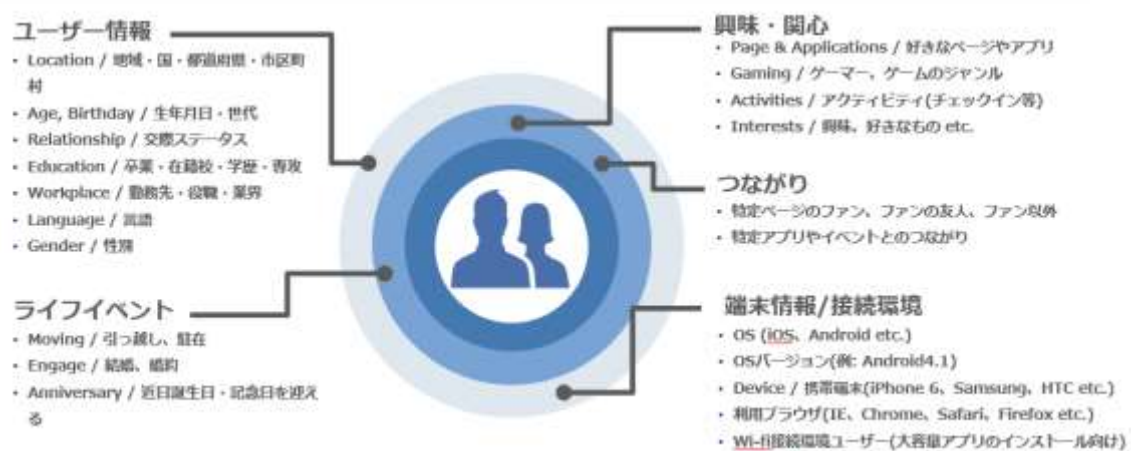 ユーザー情報
• Location / 地域・国・都道府県・市区町
村
• Age, Birthday / 生年月日・世代
• Relationship / 交際ステータス
• Education / 卒業・在籍校・学歴・専攻
• Workplace / 勤務先・役職・業界
• Language / 言語
• Gender / 性別
ライフイベント
• Moving / 引っ越し、駐在
• Engage / 結婚、婚約
• Anniversary / 近日誕生日・記念日を迎え
る
興味・関心
• Page & Applications / 好きなページやアプリ
• Gaming / ゲーマー、ゲームのジャンル
• Activities / アクティビティ(チェックイン等)
• Interests / 興味、好きなもの etc.
つながり
• 特定ページのファン、ファンの友人、ファン以外
• 特定アプリやイベントとのつながり
端末情報/接続環境
• OS (iOS、Android etc.)
• OSバージョン(例: Android4.1)
• Device / 携帯端末(iPhone 6、Samsung、HTC etc.)
• 利用ブラウザ(IE、Chrome、Safari、Firefox etc.)
• Wi-fi接続環境ユーザー(大容量アプリのインストール向け)